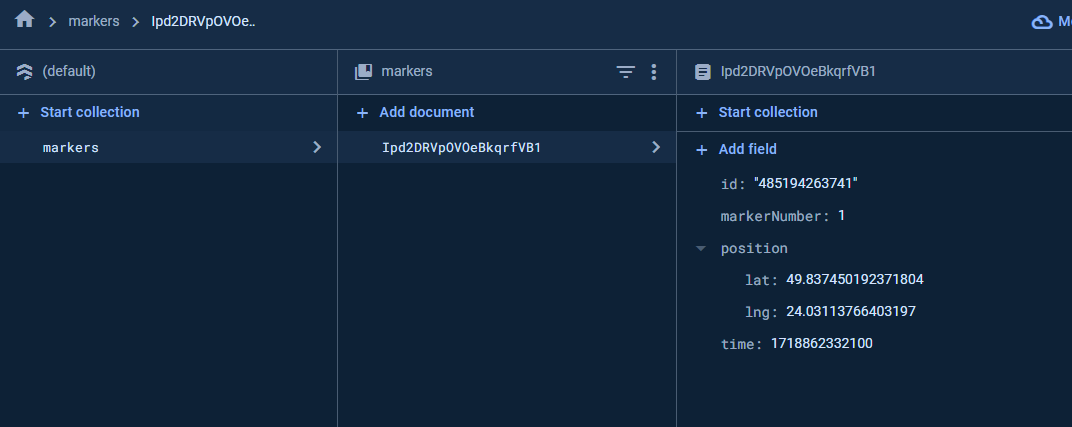 markers
Ipd2DRVpOVOe..
(default)
markers
Ipd2DRVpOVOeBkqrfVB1
+ Start collection
+ Add document
+ Start collection
markers
Ipd2DRVpOVOeBkqrfVB1
+ Add field
id: "485194263741"
markerNumber: 1
position
lat: 49.837450192371804
lng: 24.03113766403197
time: 1718862332100